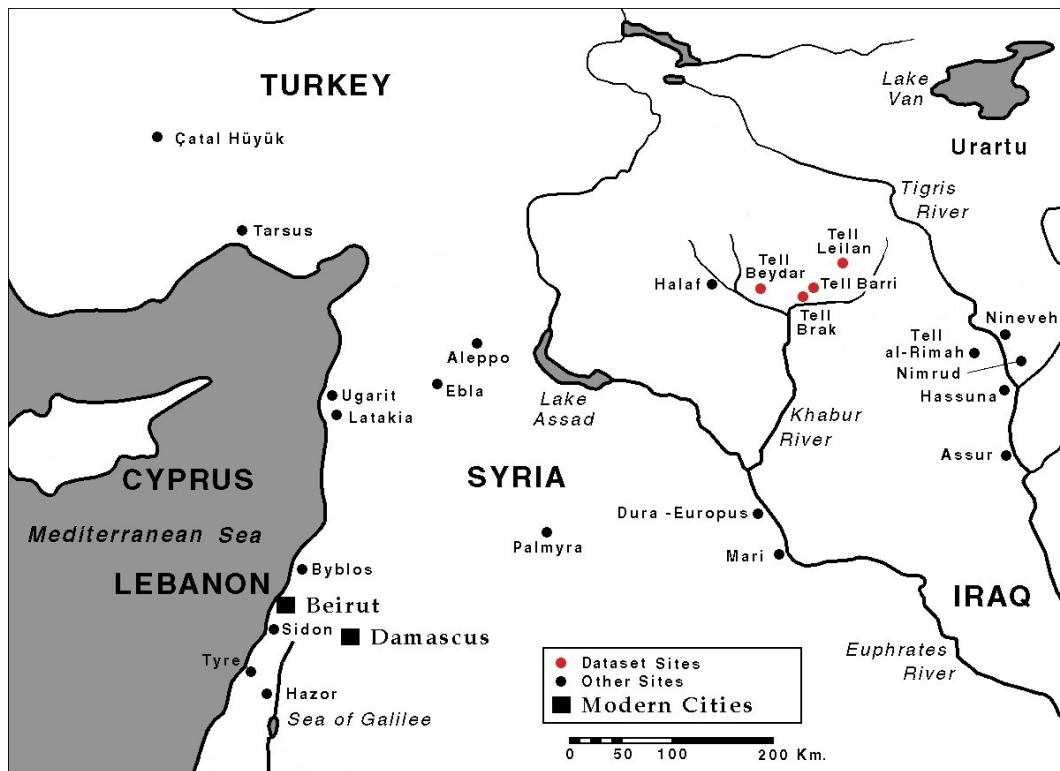 TURKEY
Lake
Van
Urartu
Çatal Hüyük
Tigris
River
Tarsus
Tell
Leilan
Tell
Beydar
Halaf
Tell Barri
Tell
Brak
Nineveh
Tell
al-Rimah
Nimrud
Hassuna
Aleppo
Ebla
Lake
Assad
Ugarit
Latakia
Khabur
River
Assur
CYPRUS
SYRIA
Mediterranean Sea
Dura -Europus
Palmyra
Mari
LEBANON
Byblos
IRAQ
Beirut
Sidon
Damascus
Tyre
Euphrates
River
Hazor
Sea of Galilee
Dataset Sites
Other Sites
Modern Cities
0 50 100 200 Km.